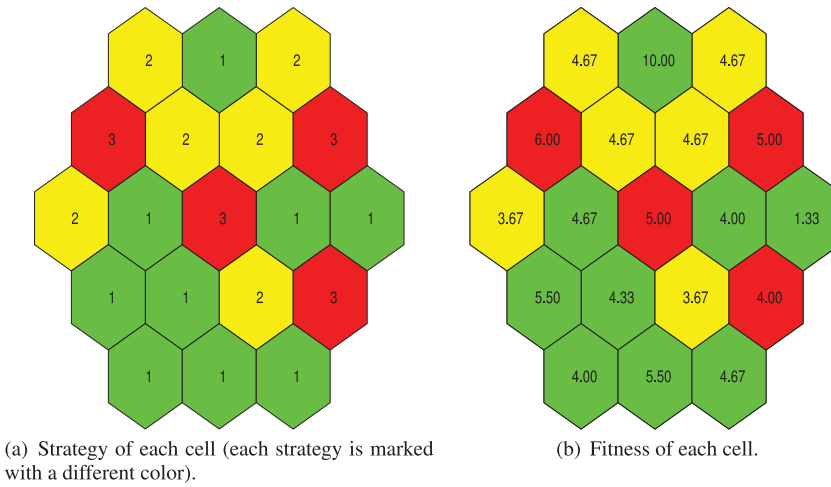 2 1 2
3 2 2 3
2 1 3 1 1
1 1 2 3
1 1 1
(a) Strategy of each cell (each strategy is marked
with a different color).
4.67 10.00 4.67
6.00 4.67 4.67 5.00
3.67 4.67 5.00 4.00 1.33
5.50 4.33 3.67 4.00
4.00 5.50 4.67
(b) Fitness of each cell.